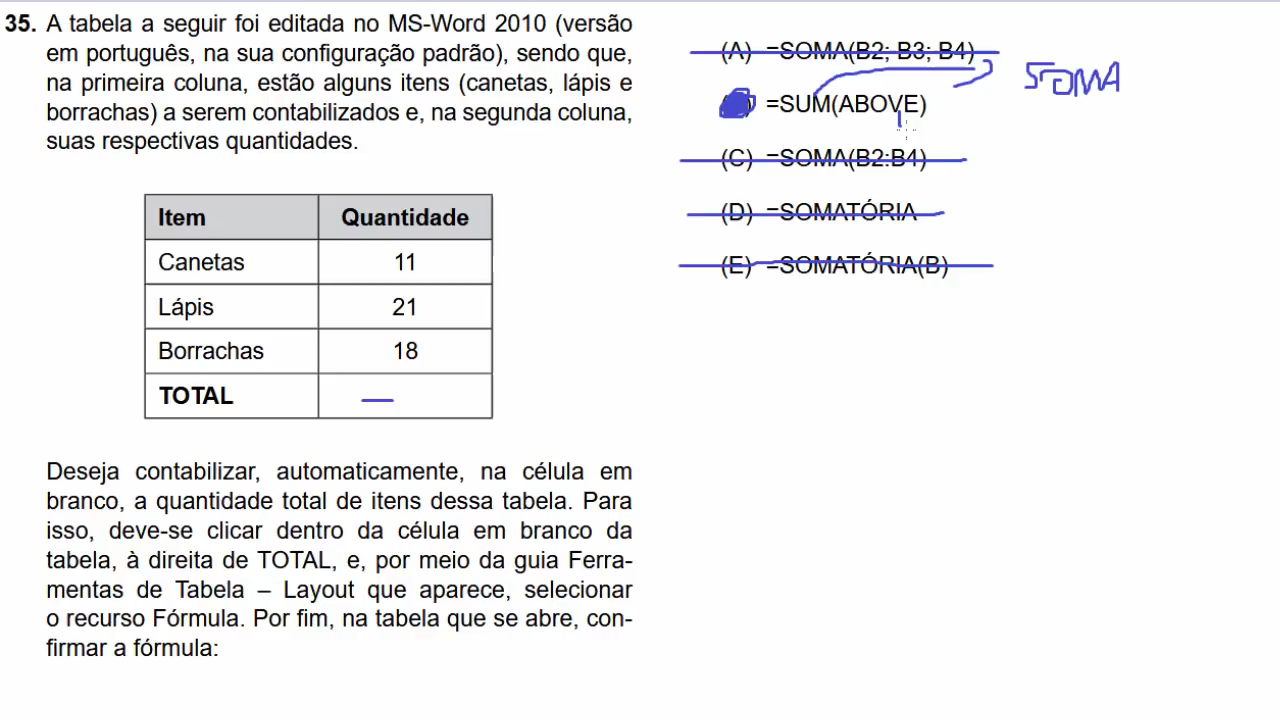 35. A tabela a seguir foi editada no MS-Word 2010 (versão
em português, na sua configuração padrão), sendo que,
na primeira coluna, estão alguns itens (canetas, lápis e
borrachas) a serem contabilizados e, na segunda coluna,
suas respectivas quantidades.
Item Quantidade
Canetas 11
Lápis 21
Borrachas 18
TOTAL
Deseja contabilizar, automaticamente, na célula em
branco, a quantidade total de itens dessa tabela. Para
isso, deve-se clicar dentro da célula em branco da
tabela, à direita de TOTAL, e, por meio da guia Ferra-
mentas de Tabela – Layout que aparece, selecionar
o recurso Fórmula. Por fim, na tabela que se abre, con-
firmar a fórmula:
(A) =SOMA(B2; B3; B4)
SOMA
=SUM(ABOVE)
(C) =SOMA(B2:B4)
(D) =SOMATÓRIA
(E) =SOMATÓRIA(B)